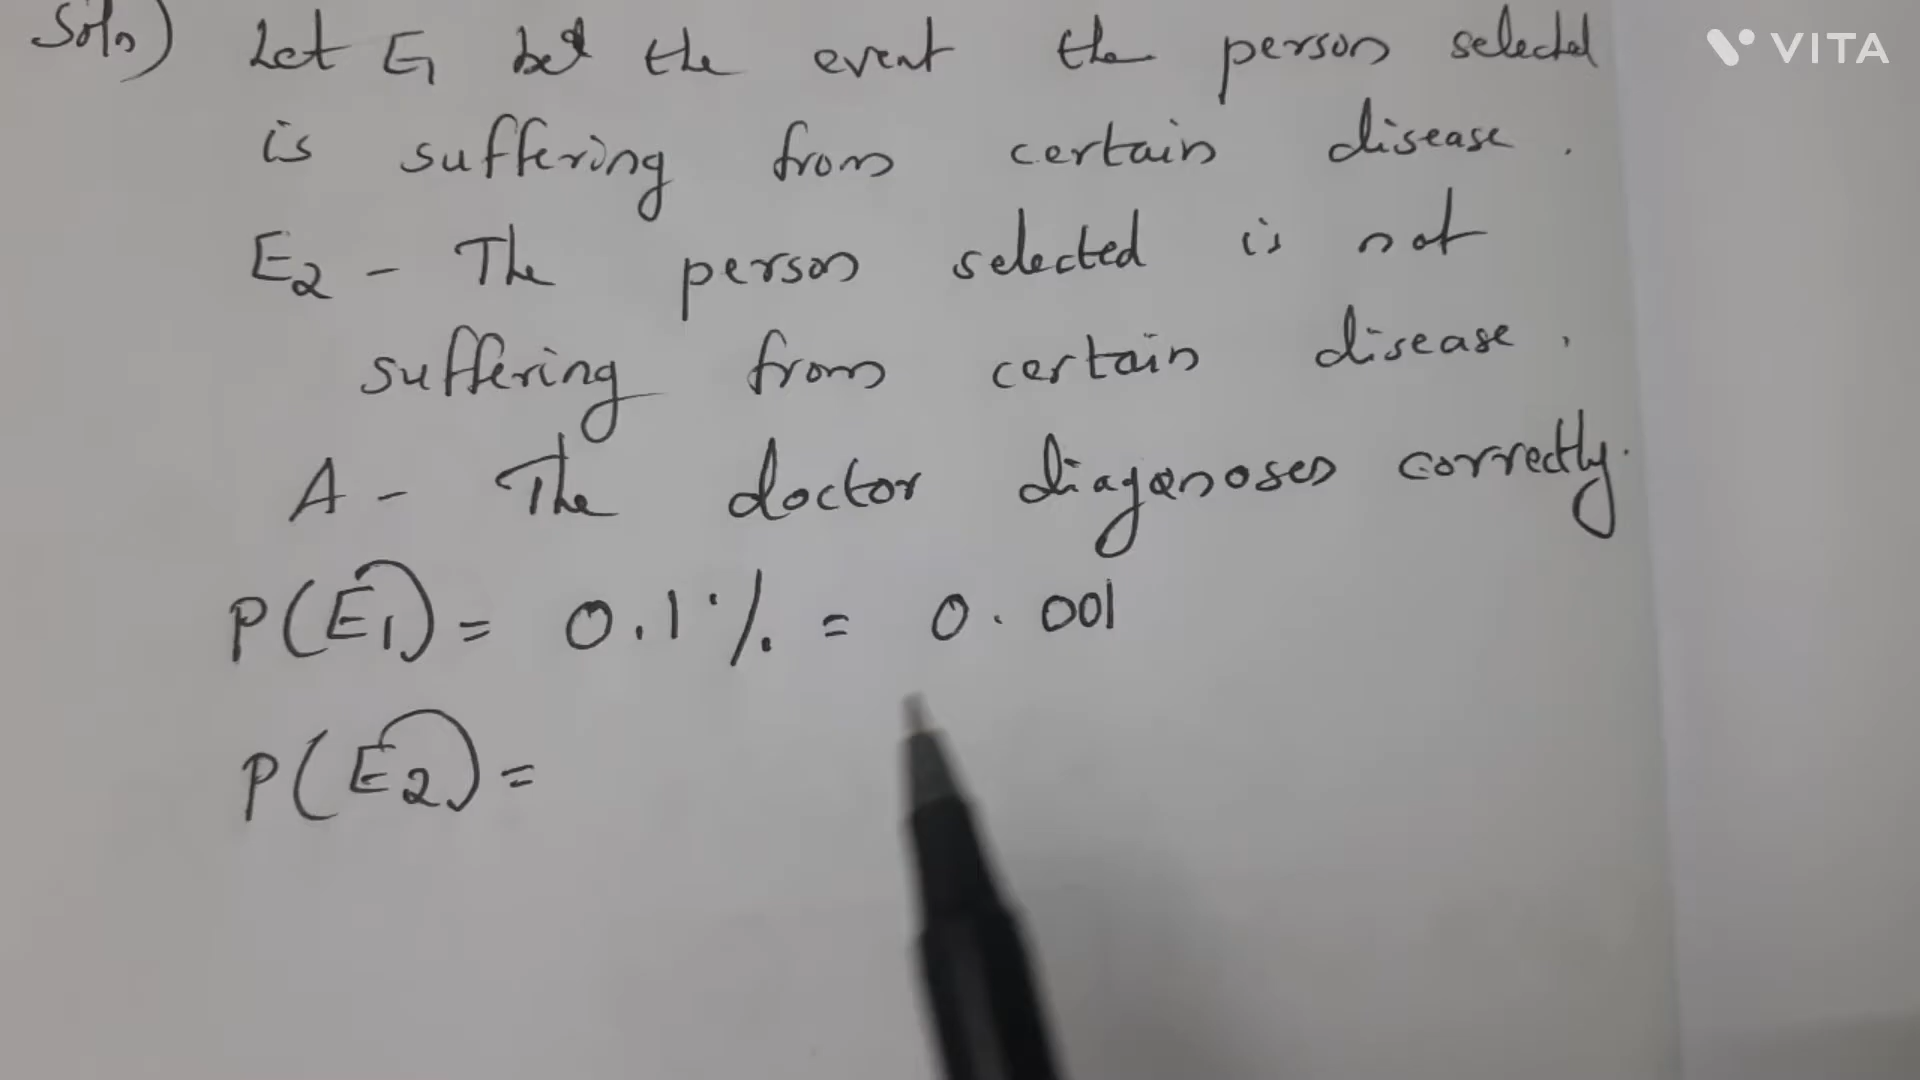 Soln) Let E1 be the event the person selected
VITA
is suffering from certain disease.
E2 - The person selected is not
suffering from certain disease.
A - The doctor diagnoses correctly.
P(E1) = 0.1% = 0.001
P(E2) =